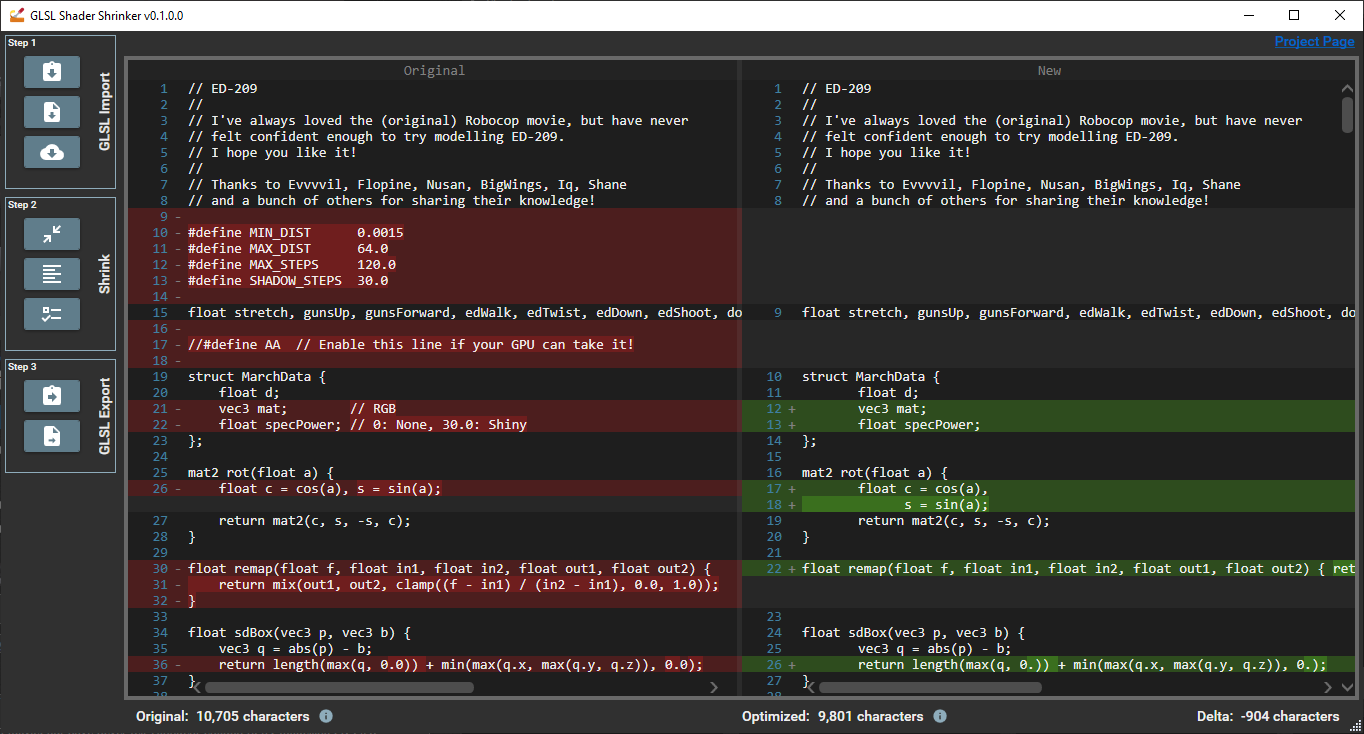 GLSL Shader Shrinker v0.1.0.0
Project Page
Step 1
GLSL Import
Step 2
Shrink
Step 3
GLSL Export
Original
1 // ED-209
2 //
3 // I've always loved the (original) Robocop movie, but have never
4 // felt confident enough to try modelling ED-209.
5 // I hope you like it!
6 //
7 // Thanks to Evvvvil, Flopine, Nusan, BigWings, Iq, Shane
8 // and a bunch of others for sharing their knowledge!
9 -
10 - #define MIN_DIST      0.0015
11 - #define MAX_DIST      64.0
12 - #define MAX_STEPS     120.0
13 - #define SHADOW_STEPS  30.0
14 -
15 float stretch, gunsUp, gunsForward, edWalk, edTwist, edDown, edShoot, do
16 -
17 - //#define AA  // Enable this line if your GPU can take it!
18 -
19 struct MarchData {
20     float d;
21 -     vec3 mat;        // RGB
22 -     float specPower; // 0: None, 30.0: Shiny
23 };
24
25 mat2 rot(float a) {
26 -     float c = cos(a), s = sin(a);
27     return mat2(c, s, -s, c);
28 }
29
30 - float remap(float f, float in1, float in2, float out1, float out2) {
31 -     return mix(out1, out2, clamp((f - in1) / (in2 - in1), 0.0, 1.0));
32 - }
33
34 float sdBox(vec3 p, vec3 b) {
35     vec3 q = abs(p) - b;
36 -     return length(max(q, 0.0)) + min(max(q.x, max(q.y, q.z)), 0.0);
37 }
38
New
1 // ED-209
2 //
3 // I've always loved the (original) Robocop movie, but have never
4 // felt confident enough to try modelling ED-209.
5 // I hope you like it!
6 //
7 // Thanks to Evvvvil, Flopine, Nusan, BigWings, Iq, Shane
8 // and a bunch of others for sharing their knowledge!
9 float stretch, gunsUp, gunsForward, edWalk, edTwist, edDown, edShoot, do
10 struct MarchData {
11     float d;
12 +     vec3 mat;
13 +     float specPower;
14 };
15
16 mat2 rot(float a) {
17 +     float c = cos(a),
18 +           s = sin(a);
19     return mat2(c, s, -s, c);
20 }
21
22 + float remap(float f, float in1, float in2, float out1, float out2) { ret
23
24 float sdBox(vec3 p, vec3 b) {
25     vec3 q = abs(p) - b;
26 +     return length(max(q, 0.)) + min(max(q.x, max(q.y, q.z)), 0.);
27 }
Original: 10,705 characters
Optimized: 9,801 characters
Delta: -904 characters